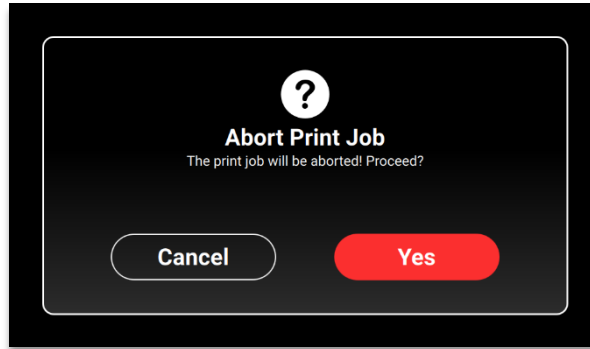 ?
Abort Print Job
The print job will be aborted! Proceed?
Cancel Yes